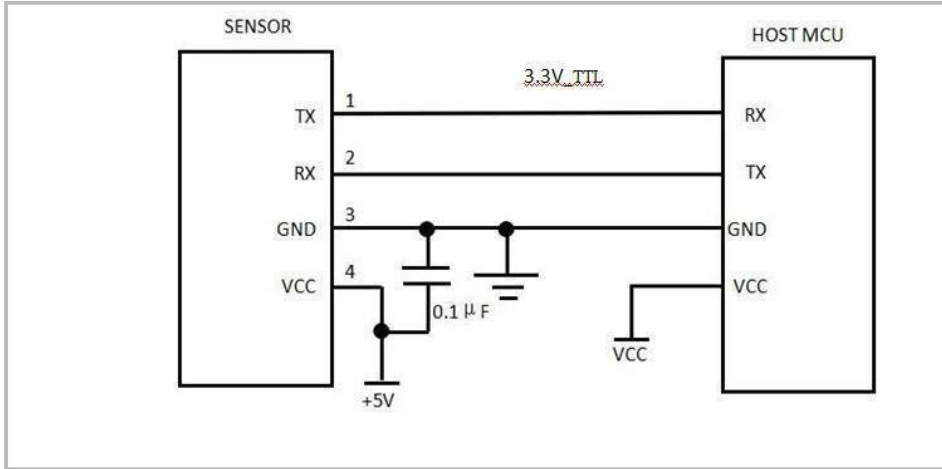 SENSOR
HOST MCU
3.3V_TTL
TX 1
RX
RX 2
TX
GND 3
GND
VCC 4
VCC
0.1 μ F
VCC
+5V